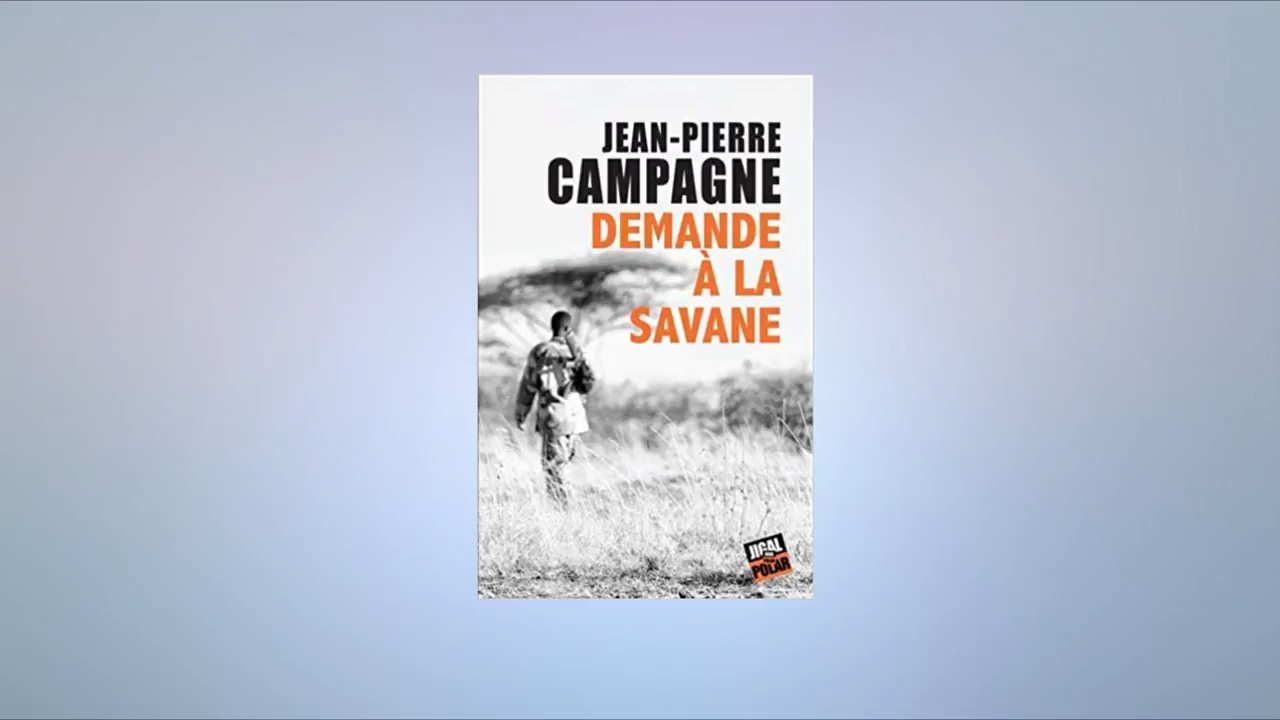 JEAN-PIERRE
CAMPAGNE
DEMANDE
À LA
SAVANE
JIGAL
POLAR